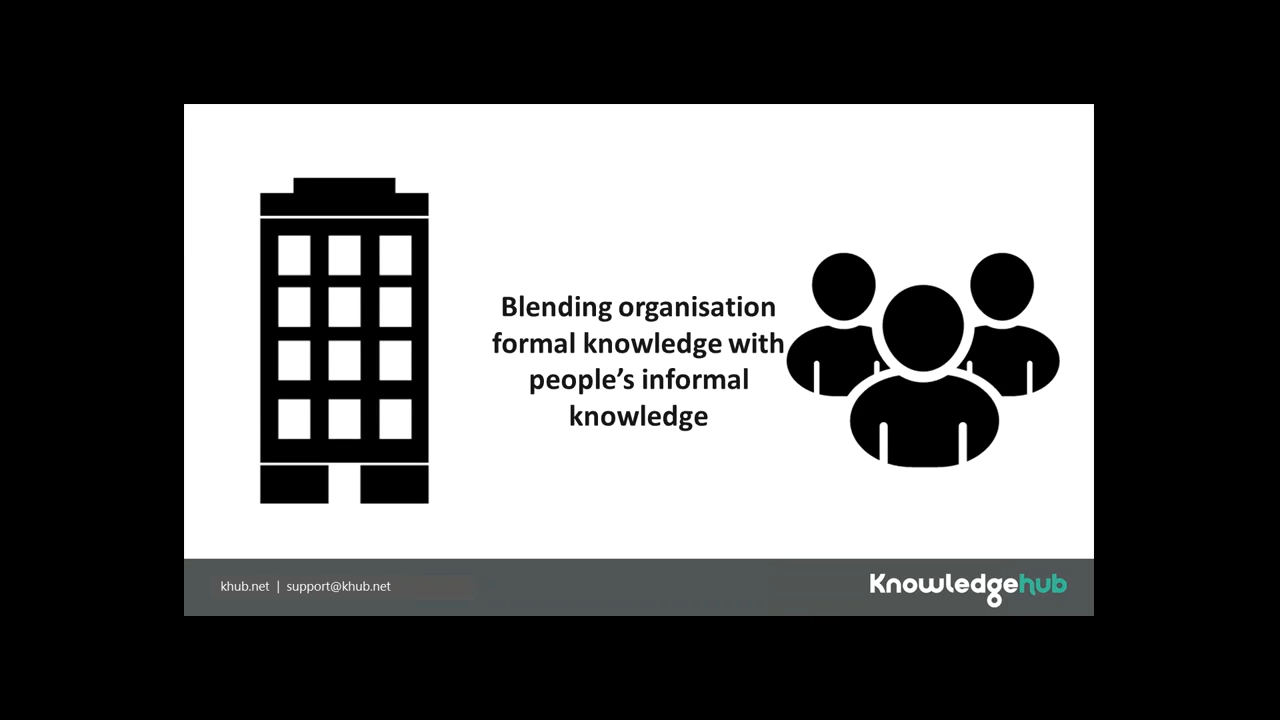 Blending organisation
formal knowledge with
people’s informal
knowledge
khub.net | support@khub.net
Knowledgehub